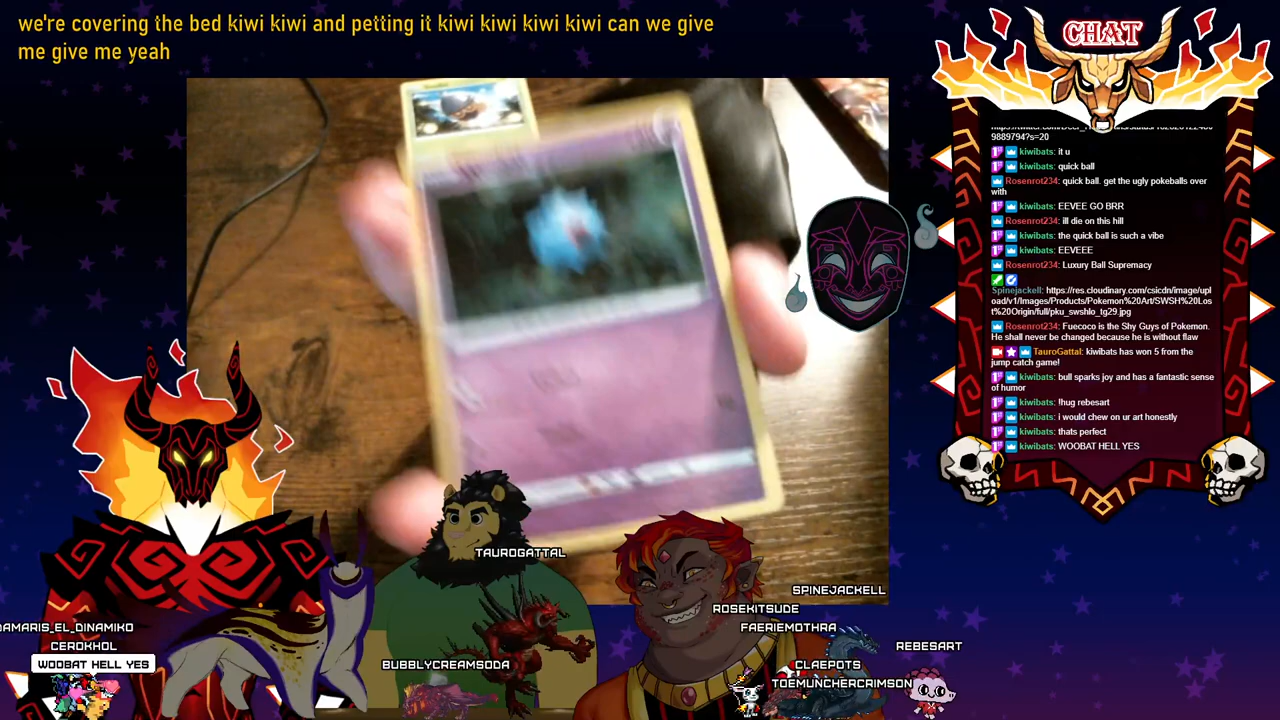 we're covering the bed kiwi kiwi and petting it kiwi kiwi kiwi kiwi can we give
me give me yeah
CHAT
9889794?s=20
kiwibats: it u
kiwibats: quick ball
Rosenrot234: quick ball. get the ugly pokeballs over
with
kiwibats: EEVEE GO BRR
Rosenrot234: ill die on this hill
kiwibats: the quick ball is such a vibe
kiwibats: EEVEEE
Rosenrot234: Luxury Ball Supremacy
Spinejackell: https://res.cloudinary.com/csicdn/image/upl
oad/v1/Images/Products/Pokemon%20Art/SWSH%20Los
t%20Origin/full/pku_swshlo_tg29.jpg
Rosenrot234: Fuecoco is the Shy Guys of Pokemon.
He shall never be changed because he is without flaw
TauroGattal: kiwibats has won 5 from the
jump catch game!
kiwibats: bull sparks joy and has a fantastic sense
of humor
kiwibats: !hug rebesart
kiwibats: i would chew on ur art honestly
kiwibats: thats perfect
kiwibats: WOOBAT HELL YES
TAUROGATTAL
SPINEJACKELL
ROSEKITSUDE
FAERIEMOTHRA
DAMARIS_EL_DINAMIKO
CEROKHOL
REBESART
WOOBAT HELL YES
BUBBLYCREAMSODA
CLAEPOTS
TOEMUNCHERCRIMSON